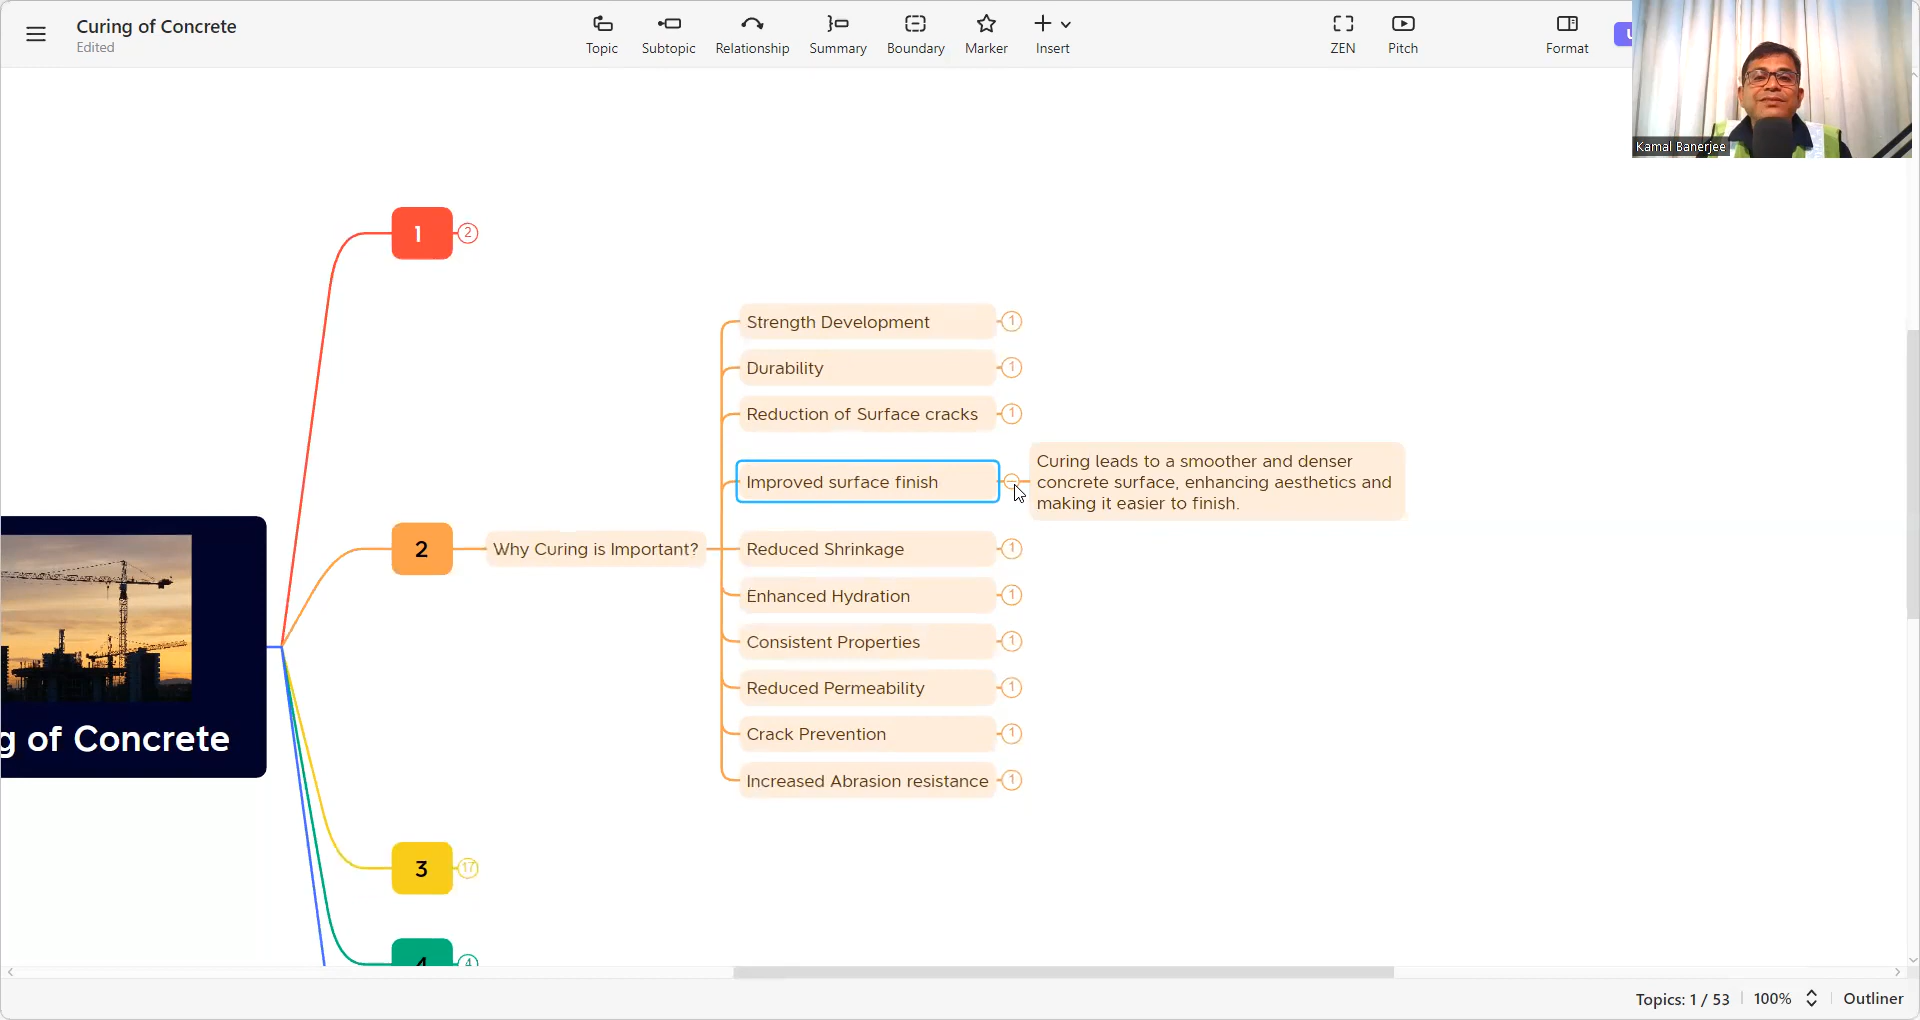 Curing of Concrete
Edited
Topic
Subtopic
Relationship
Summary
Boundary
Marker
Insert
ZEN
Pitch
Format
Kamal Banerjee
1
2
Strength Development
1
Durability
1
Reduction of Surface cracks
1
Improved surface finish
Curing leads to a smoother and denser
concrete surface, enhancing aesthetics and
making it easier to finish.
2
Why Curing is Important?
Reduced Shrinkage
1
Enhanced Hydration
1
Consistent Properties
1
Reduced Permeability
1
g of Concrete
Crack Prevention
1
Increased Abrasion resistance
1
3
17
4
4
Topics: 1 / 53
100%
Outliner